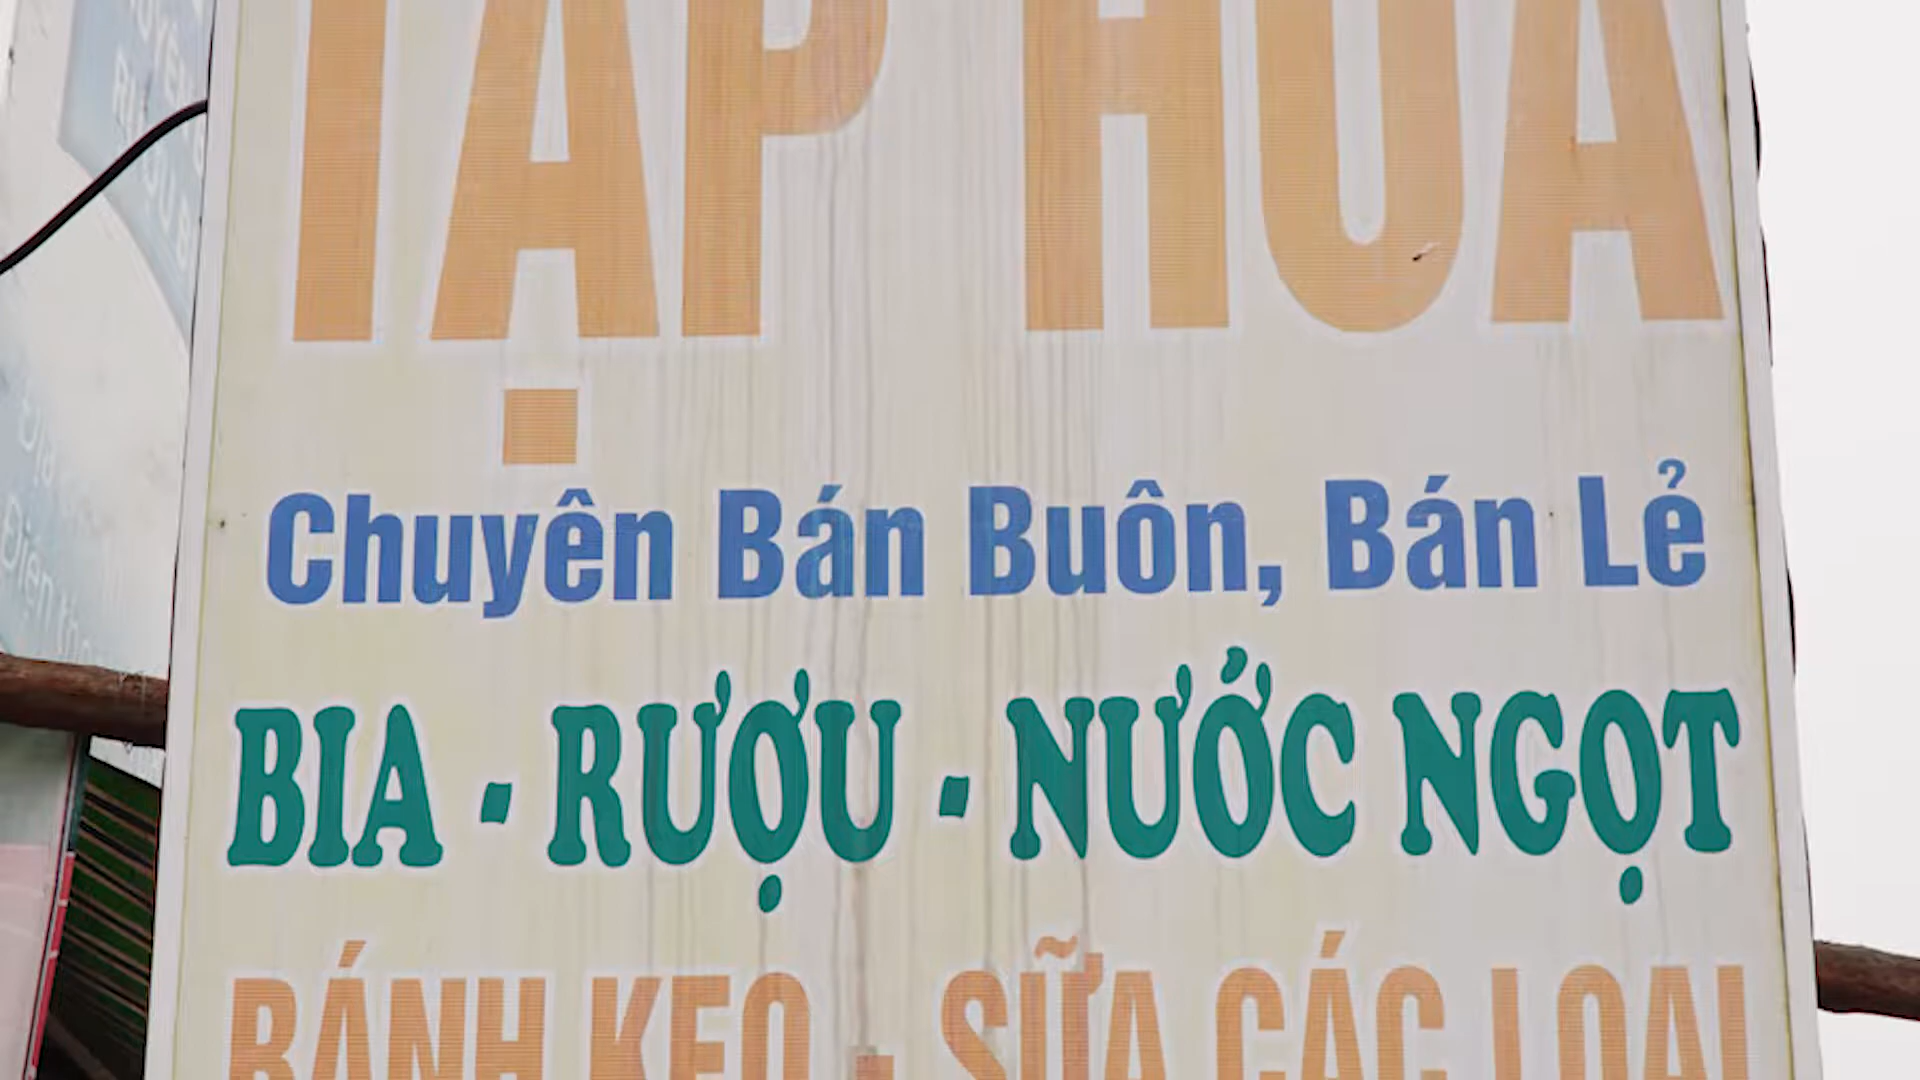 TẠP HÓA
Chuyên Bán Buôn, Bán Lẻ
BIA - RƯỢU - NƯỚC NGỌT
BÁNH KẸO - SỮA CÁC LOẠI